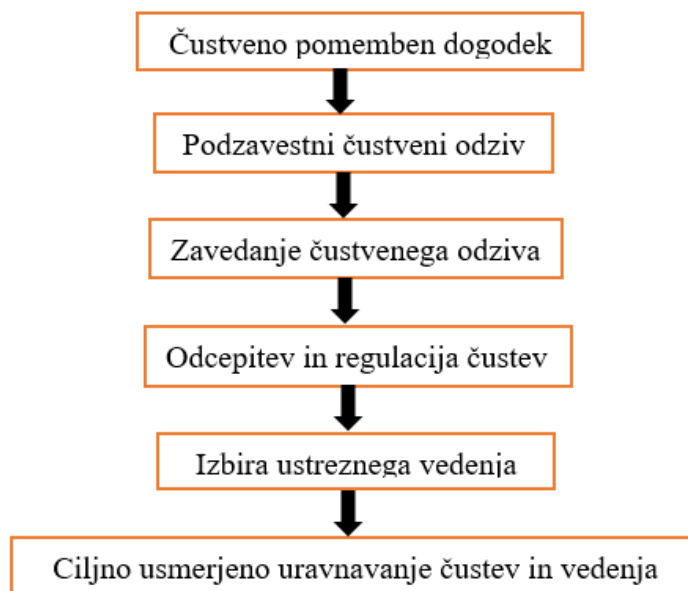 Čustveno pomemben dogodek
Podzavestni čustveni odziv
Zavedanje čustvenega odziva
Odcepitev in regulacija čustev
Izbira ustreznega vedenja
Ciljno usmerjeno uravnavanje čustev in vedenja